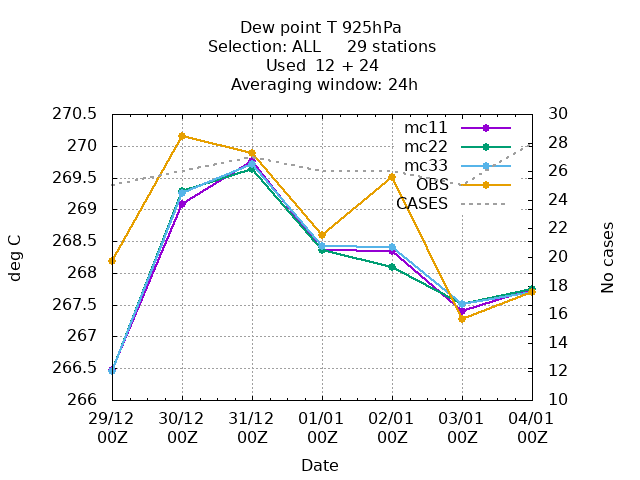 Dew point T 925hPa
Selection: ALL     29 stations
Used  12 + 24
Averaging window: 24h
270.5
270
269.5
269
268.5
268
267.5
267
266.5
266
30
28
26
24
22
20
18
16
14
12
10
mc11
mc22
mc33
OBS
CASES
deg C
No cases
29/12 30/12 31/12 01/01 02/01 03/01 04/01
00Z 00Z 00Z 00Z 00Z 00Z 00Z
Date